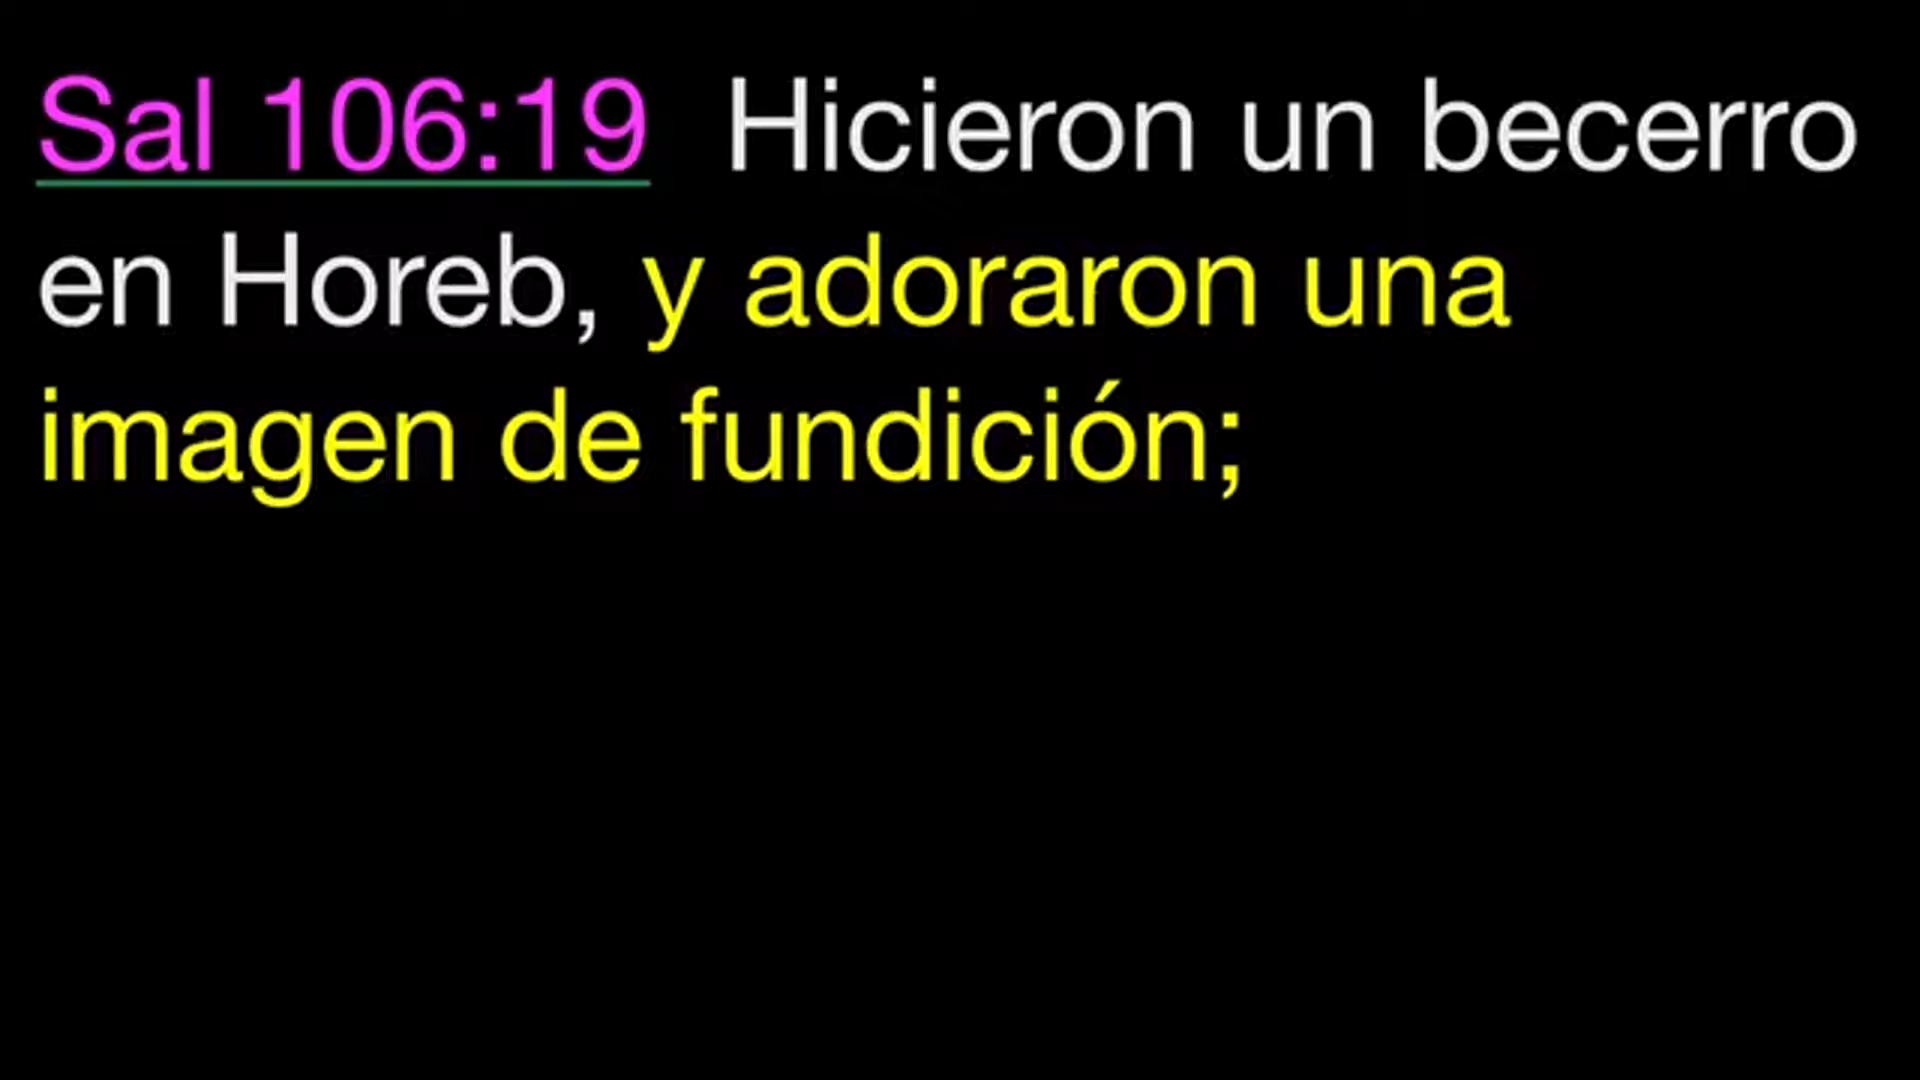 Sal 106:19 Hicieron un becerro
en Horeb, y adoraron una
imagen de fundición;